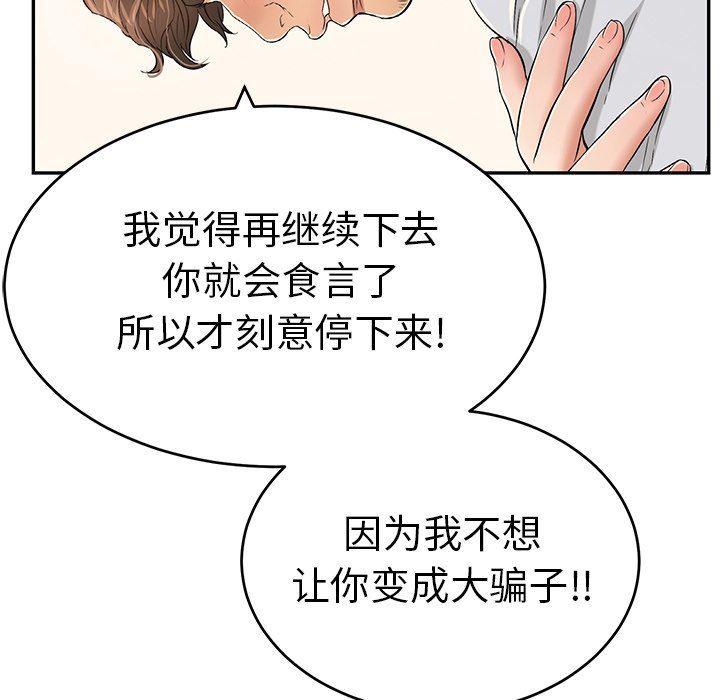 我觉得再继续下去
你就会食言了
所以才刻意停下来!
因为我不想
让你变成大骗子!!